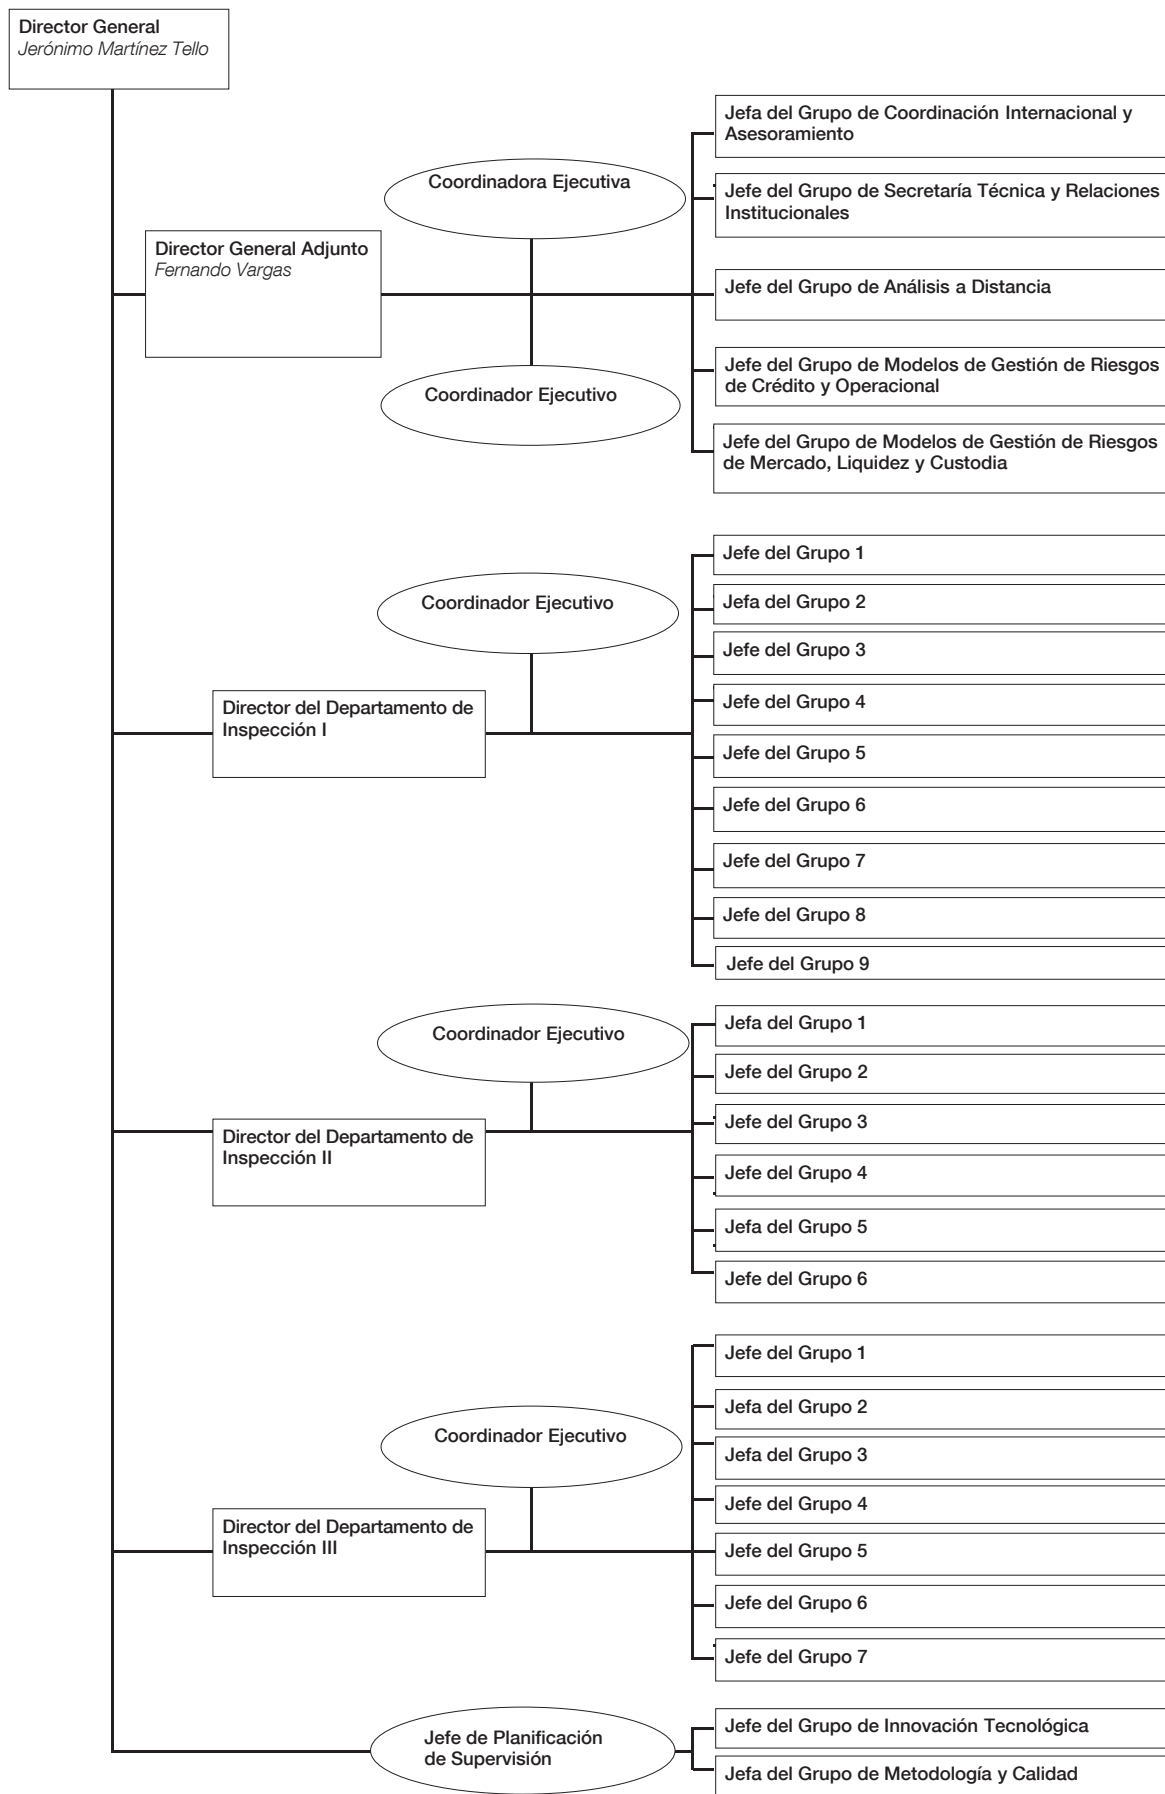 Director General
Jerónimo Martínez Tello
Jefa del Grupo de Coordinación Internacional y
Asesoramiento
Coordinadora Ejecutiva
Jefe del Grupo de Secretaría Técnica y Relaciones
Institucionales
Director General Adjunto
Fernando Vargas
Jefe del Grupo de Análisis a Distancia
Coordinador Ejecutivo
Jefe del Grupo de Modelos de Gestión de Riesgos
de Crédito y Operacional
Jefe del Grupo de Modelos de Gestión de Riesgos
de Mercado, Liquidez y Custodia
Coordinador Ejecutivo
Director del Departamento de
Inspección I
Jefe del Grupo 1
Jefa del Grupo 2
Jefe del Grupo 3
Jefe del Grupo 4
Jefe del Grupo 5
Jefe del Grupo 6
Jefe del Grupo 7
Jefe del Grupo 8
Jefe del Grupo 9
Coordinador Ejecutivo
Director del Departamento de
Inspección II
Jefa del Grupo 1
Jefe del Grupo 2
Jefe del Grupo 3
Jefe del Grupo 4
Jefa del Grupo 5
Jefe del Grupo 6
Coordinador Ejecutivo
Director del Departamento de
Inspección III
Jefe del Grupo 1
Jefa del Grupo 2
Jefa del Grupo 3
Jefe del Grupo 4
Jefe del Grupo 5
Jefe del Grupo 6
Jefe del Grupo 7
Jefe de Planificación
de Supervisión
Jefe del Grupo de Innovación Tecnológica
Jefa del Grupo de Metodología y Calidad